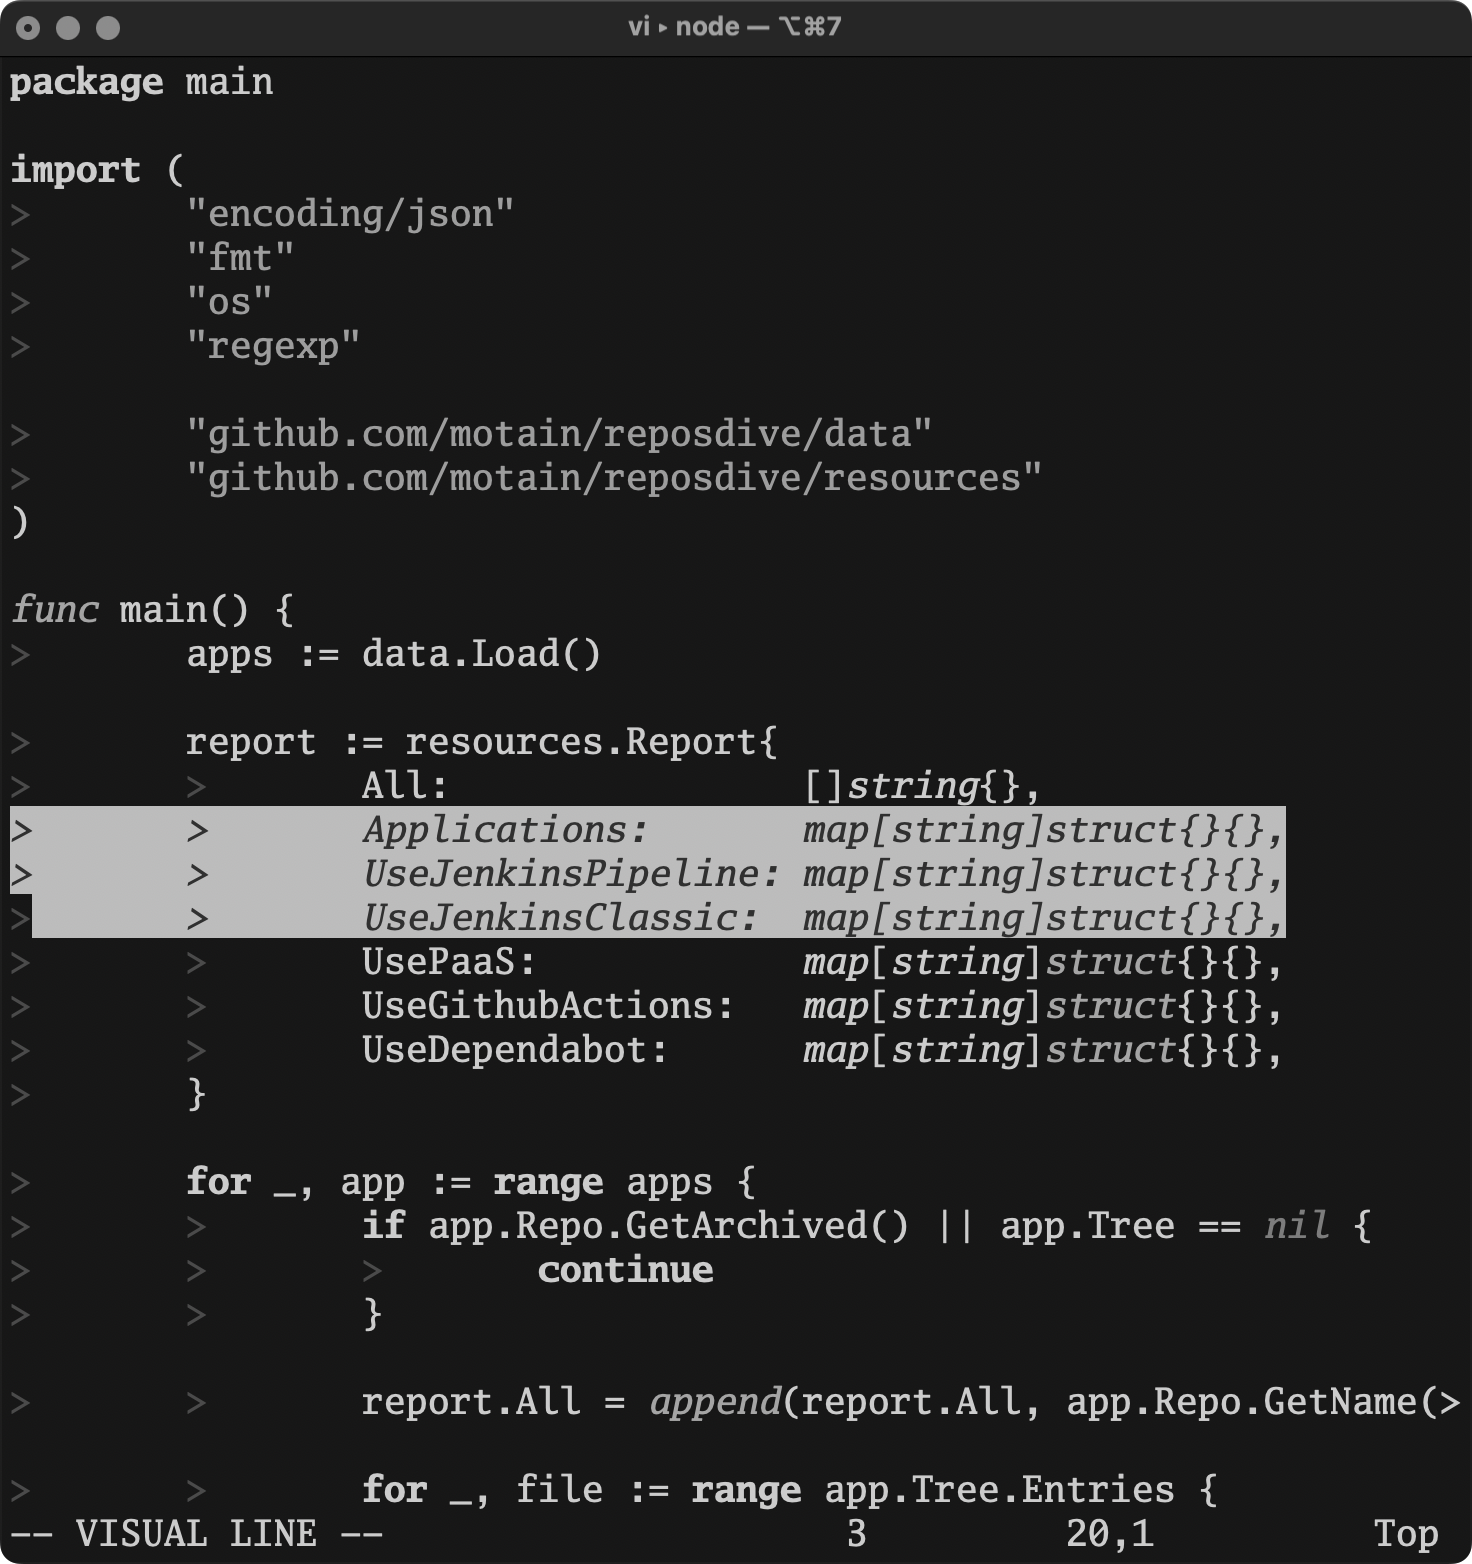 vi ▸ node — ⌥⌘7
package main

import (
>       "encoding/json"
>       "fmt"
>       "os"
>       "regexp"

>       "github.com/motain/reposdive/data"
>       "github.com/motain/reposdive/resources"
)

func main() {
>       apps := data.Load()

>       report := resources.Report{
>       >       All:                []string{},
>       >       Applications:       map[string]struct{}{},
>       >       UseJenkinsPipeline: map[string]struct{}{},
>       >       UseJenkinsClassic:  map[string]struct{}{},
>       >       UsePaaS:            map[string]struct{}{},
>       >       UseGithubActions:   map[string]struct{}{},
>       >       UseDependabot:      map[string]struct{}{},
>       }

>       for _, app := range apps {
>       >       if app.Repo.GetArchived() || app.Tree == nil {
>       >       >       continue
>       >       }

>       >       report.All = append(report.All, app.Repo.GetName(>

>       >       for _, file := range app.Tree.Entries {
-- VISUAL LINE --                     3         20,1          Top